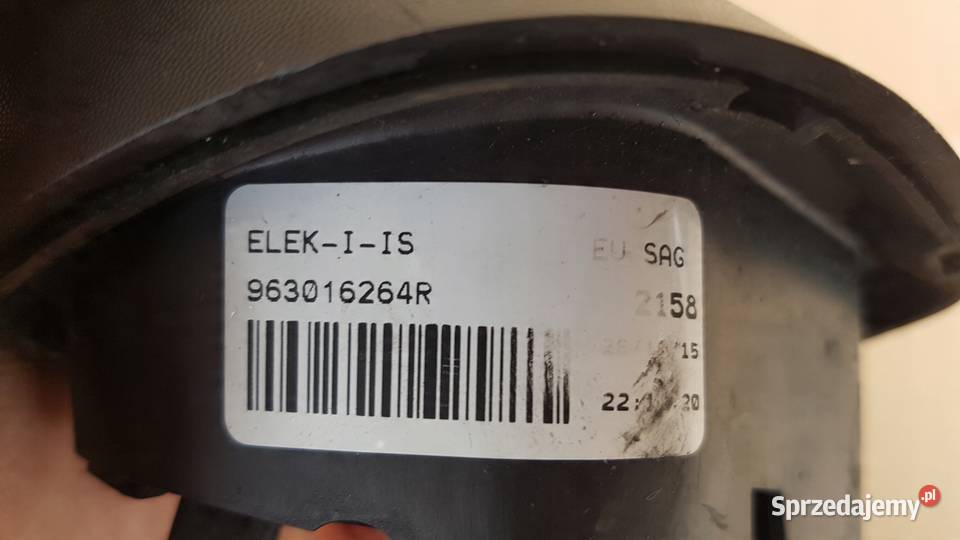 ELEK-I-IS
EU SAG
963016264R
2158
Sprzedajemy.pl